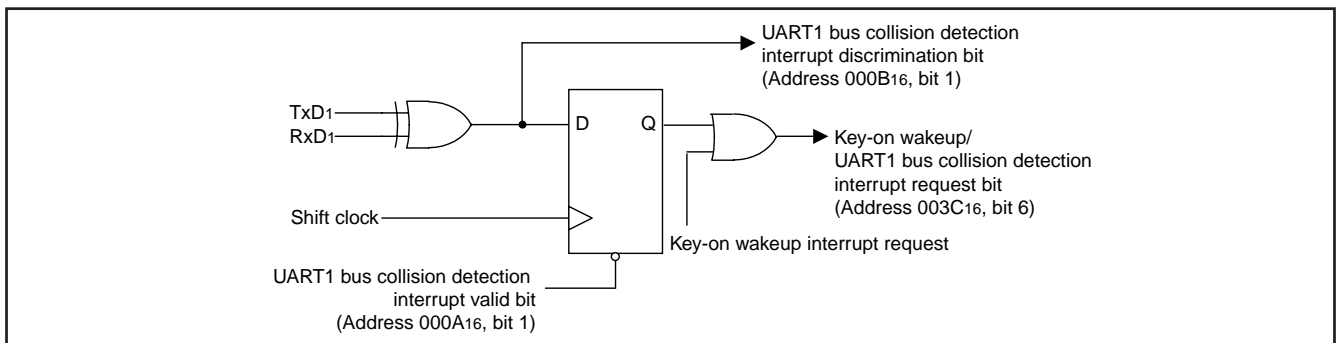 UART1 bus collision detection
interrupt discrimination bit
(Address 000B16, bit 1)
TxD1
RxD1
D
Q
Key-on wakeup/
UART1 bus collision detection
interrupt request bit
(Address 003C16, bit 6)
Shift clock
Key-on wakeup interrupt request
UART1 bus collision detection
interrupt valid bit
(Address 000A16, bit 1)